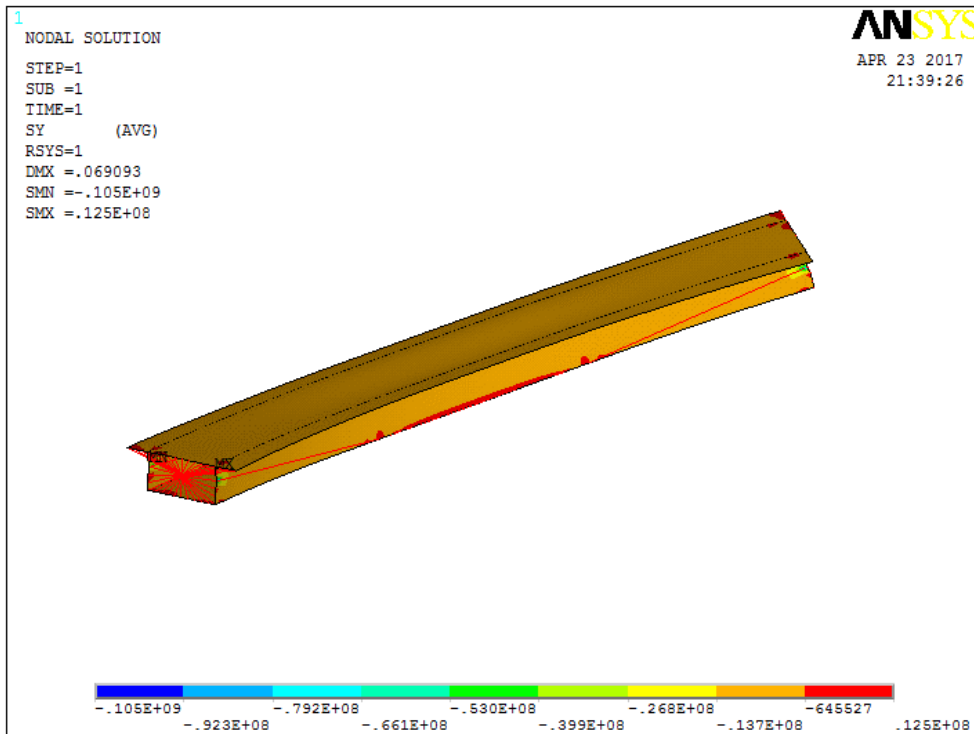 1
NODAL SOLUTION
STEP=1
SUB =1
TIME=1
SY (AVG)
RSYS=1
DMX =.069093
SMN =-.105E+09
SMX =.125E+08
ANSYS
APR 23 2017
21:39:26
MX
-.105E+09 -.792E+08 -.530E+08 -.268E+08 -645527
-.923E+08 -.661E+08 -.399E+08 -.137E+08 .125E+08